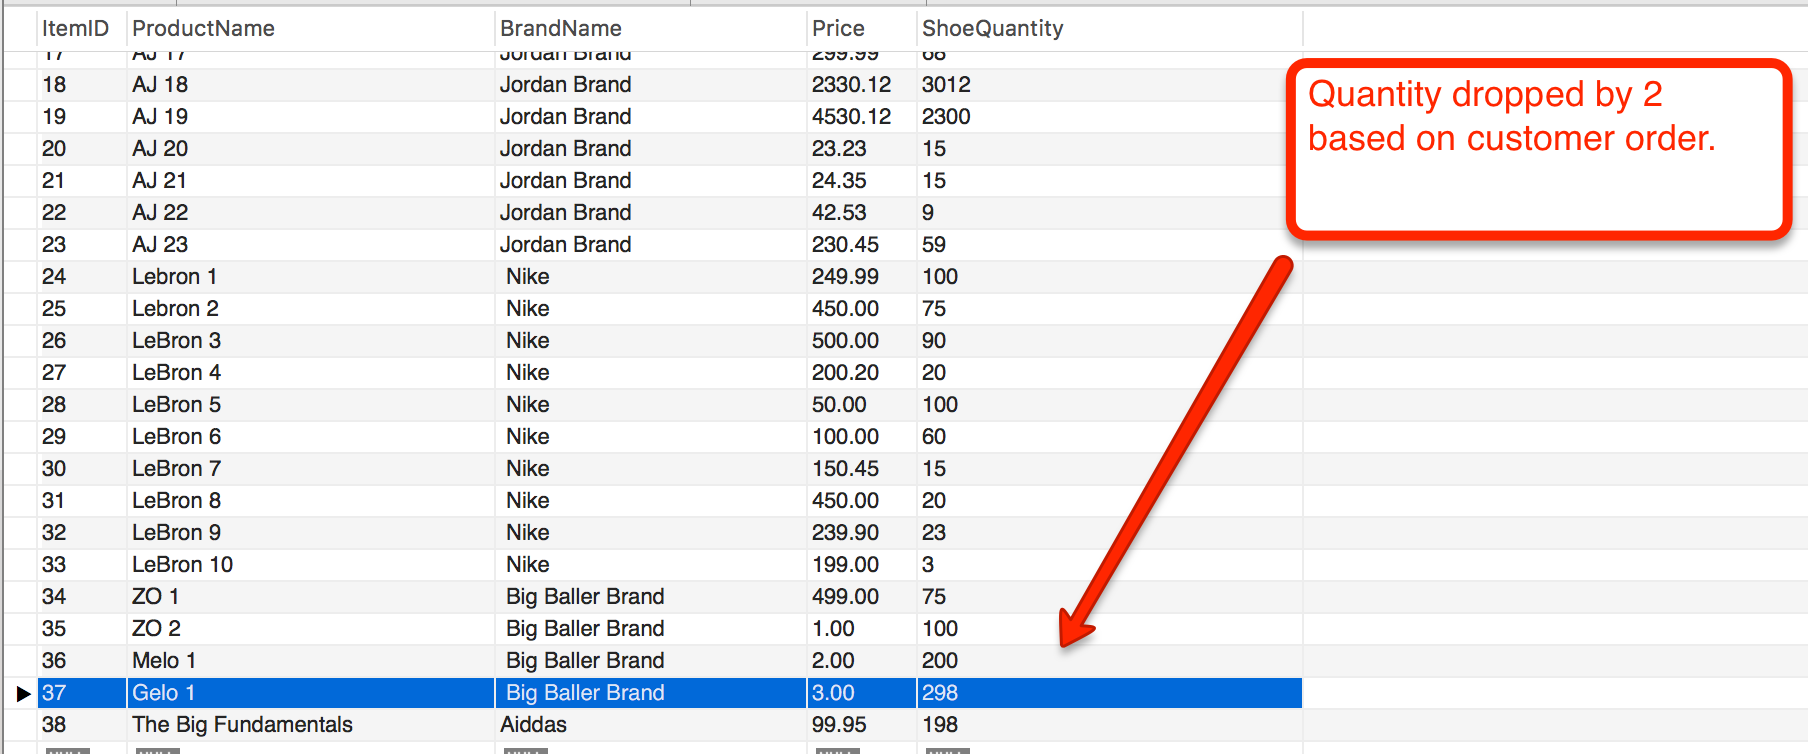 ItemID ProductName BrandName Price ShoeQuantity
17 AJ 17 Jordan Brand 299.99 68
18 AJ 18 Jordan Brand 2330.12 3012
19 AJ 19 Jordan Brand 4530.12 2300
20 AJ 20 Jordan Brand 23.23 15
21 AJ 21 Jordan Brand 24.35 15
22 AJ 22 Jordan Brand 42.53 9
23 AJ 23 Jordan Brand 230.45 59
24 Lebron 1 Nike 249.99 100
25 Lebron 2 Nike 450.00 75
26 LeBron 3 Nike 500.00 90
27 LeBron 4 Nike 200.20 20
28 LeBron 5 Nike 50.00 100
29 LeBron 6 Nike 100.00 60
30 LeBron 7 Nike 150.45 15
31 LeBron 8 Nike 450.00 20
32 LeBron 9 Nike 239.90 23
33 LeBron 10 Nike 199.00 3
34 ZO 1 Big Baller Brand 499.00 75
35 ZO 2 Big Baller Brand 1.00 100
36 Melo 1 Big Baller Brand 2.00 200
37 Gelo 1 Big Baller Brand 3.00 298
38 The Big Fundamentals Aiddas 99.95 198
NULL NULL NULL NULL NULL
Quantity dropped by 2
based on customer order.